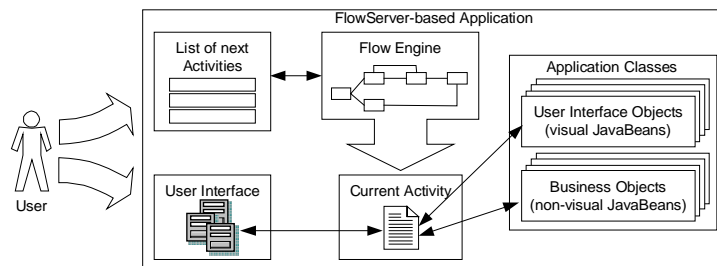 FlowServer-based Application
List of next
Activities
Flow Engine
Application Classes
User Interface Objects
(visual JavaBeans)
User
User Interface
Current Activity
Business Objects
(non-visual JavaBeans)